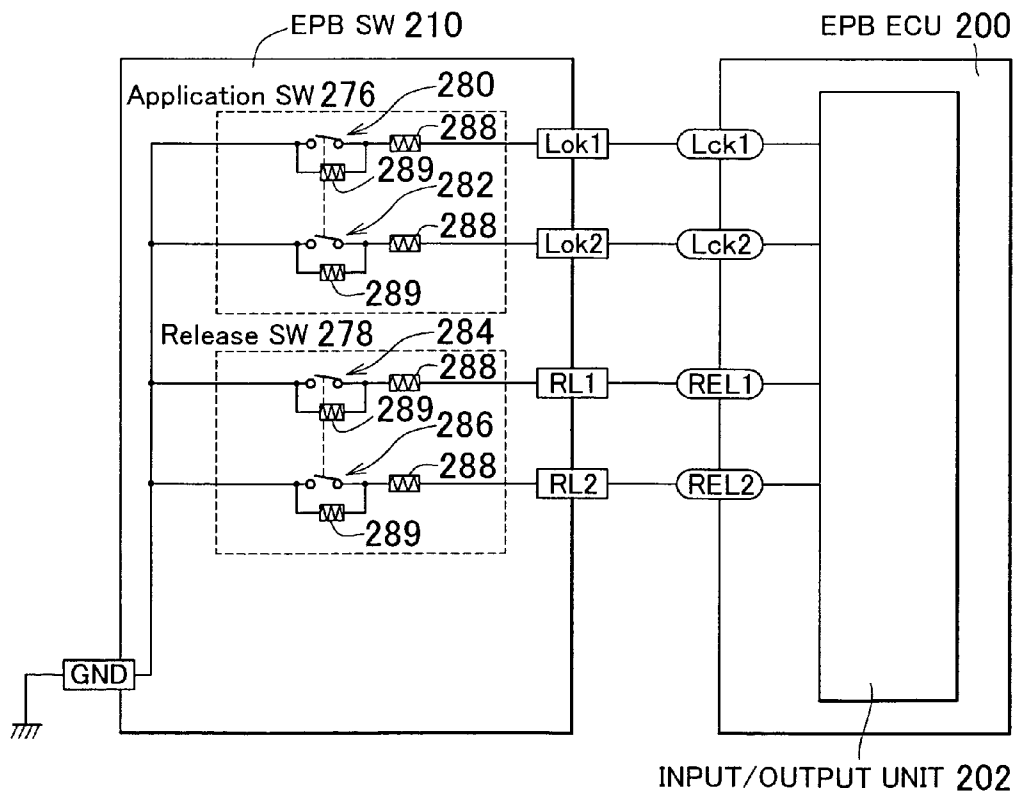 EPB SW 210
EPB ECU 200
Application SW 276
280
288
Lok1
Lck1
289
282
288
Lok2
Lck2
289
Release SW 278
284
288
RL1
REL1
289
286
288
RL2
REL2
289
GND
INPUT/OUTPUT UNIT 202